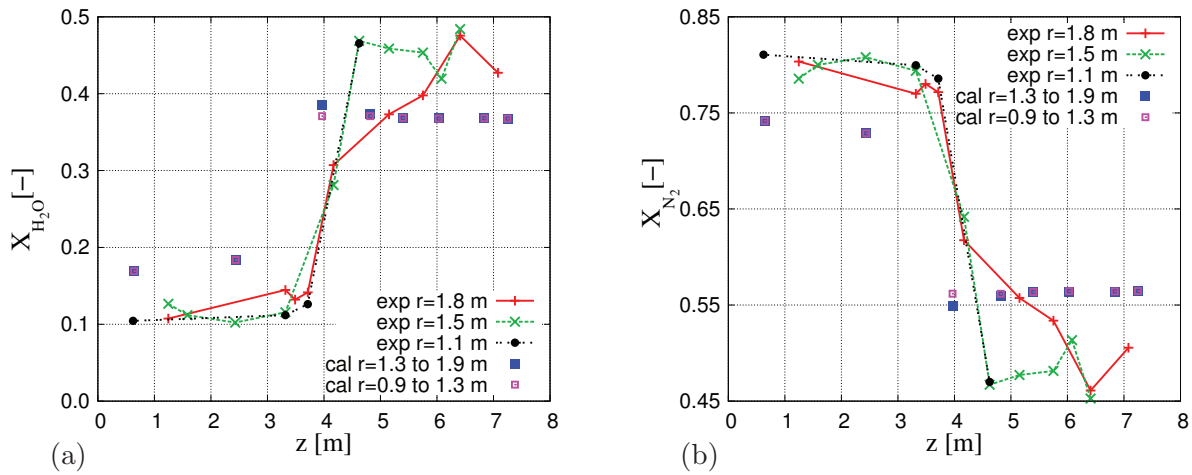 0.5
0.4
0.3
0.2
0.1
0.0
X_{H_2O} [−]
exp r=1.8 m
exp r=1.5 m
exp r=1.1 m
cal r=1.3 to 1.9 m
cal r=0.9 to 1.3 m
0 1 2 3 4 5 6 7 8
z [m]
(a)
0.85
0.75
0.65
0.55
0.45
X_{N_2} [−]
exp r=1.8 m
exp r=1.5 m
exp r=1.1 m
cal r=1.3 to 1.9 m
cal r=0.9 to 1.3 m
0 1 2 3 4 5 6 7 8
z [m]
(b)